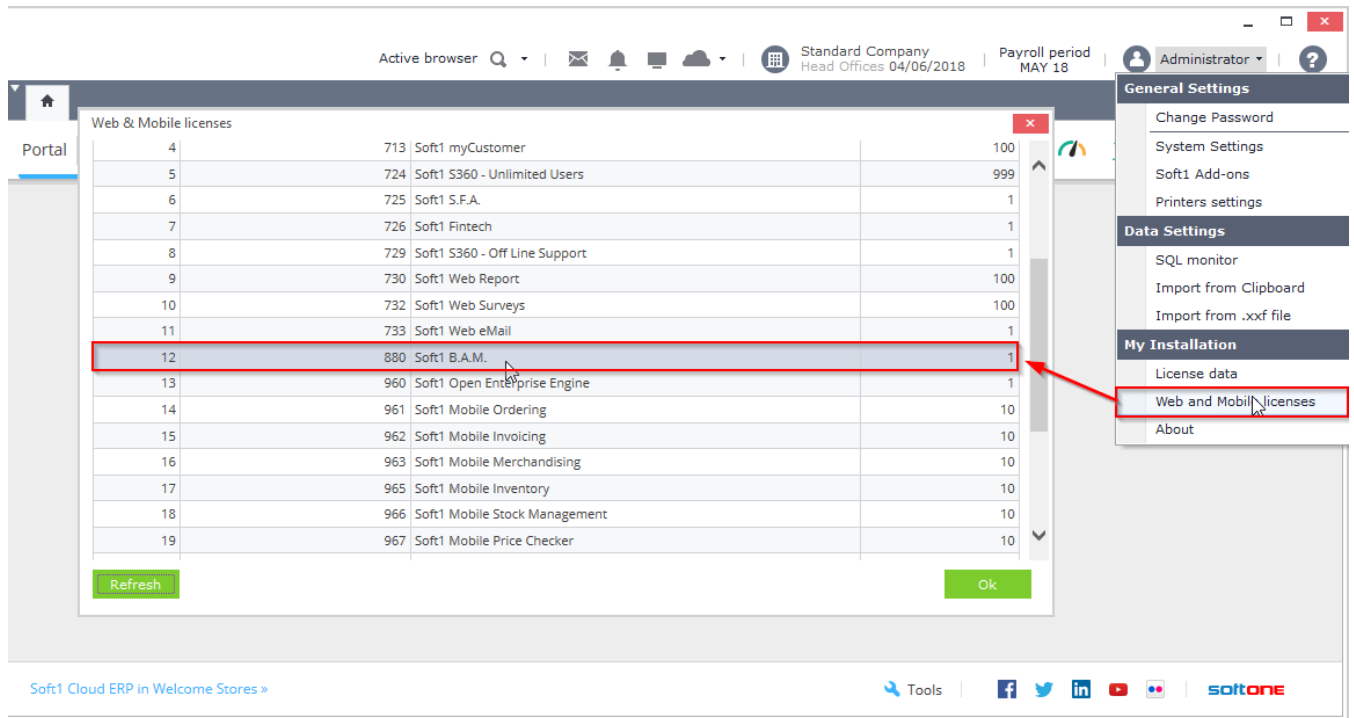 Active browser
Standard Company
Head Offices 04/06/2018
Payroll period
MAY 18
Administrator
?
General Settings
Change Password
System Settings
Soft1 Add-ons
Printers settings
Data Settings
SQL monitor
Import from Clipboard
Import from .xxf file
My Installation
License data
Web and Mobile licenses
About
Portal
Web & Mobile licenses
4 713 Soft1 myCustomer 100
5 724 Soft1 S360 - Unlimited Users 999
6 725 Soft1 S.F.A. 1
7 726 Soft1 Fintech 1
8 729 Soft1 S360 - Off Line Support 1
9 730 Soft1 Web Report 100
10 732 Soft1 Web Surveys 100
11 733 Soft1 Web eMail 1
12 880 Soft1 B.A.M. 1
13 960 Soft1 Open Enterprise Engine 1
14 961 Soft1 Mobile Ordering 10
15 962 Soft1 Mobile Invoicing 10
16 963 Soft1 Mobile Merchandising 10
17 965 Soft1 Mobile Inventory 10
18 966 Soft1 Mobile Stock Management 10
19 967 Soft1 Mobile Price Checker 10
Refresh
Ok
Soft1 Cloud ERP in Welcome Stores »
Tools
softone